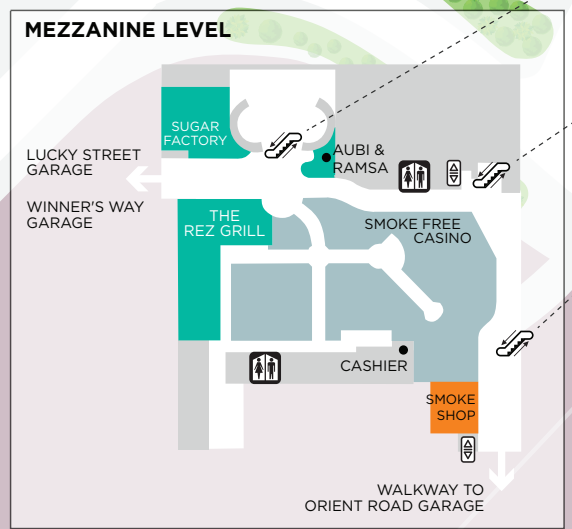 MEZZANINE LEVEL
SUGAR
FACTORY
AUBI &
RAMSA
LUCKY STREET
GARAGE
WINNER'S WAY
GARAGE
THE
REZ GRILL
SMOKE FREE
CASINO
CASHIER
SMOKE
SHOP
WALKWAY TO
ORIENT ROAD GARAGE